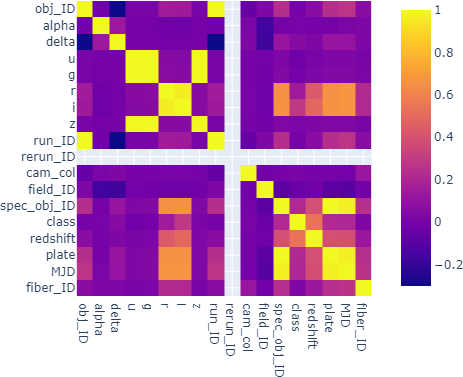 obj_ID
alpha
delta
u
g
r
i
z
run_ID
rerun_ID
cam_col
field_ID
spec_obj_ID
class
redshift
plate
MJD
fiber_ID
obj_ID
alpha
delta
u
g
r
i
z
run_ID
rerun_ID
cam_col
field_ID
spec_obj_ID
class
redshift
plate
MJD
fiber_ID
1
0.8
0.6
0.4
0.2
0
−0.2